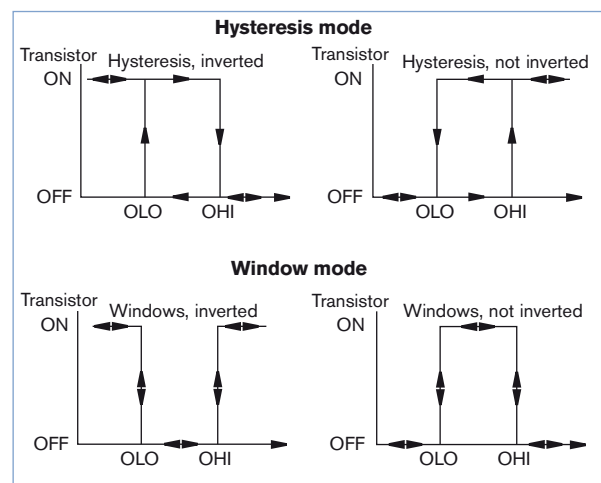 Hysteresis mode
Transistor
Hysteresis, inverted
ON
OFF
OLO
OHI
Transistor
Hysteresis, not inverted
ON
OFF
OLO
OHI
Window mode
Transistor
Windows, inverted
ON
OFF
OLO
OHI
Transistor
Windows, not inverted
ON
OFF
OLO
OHI